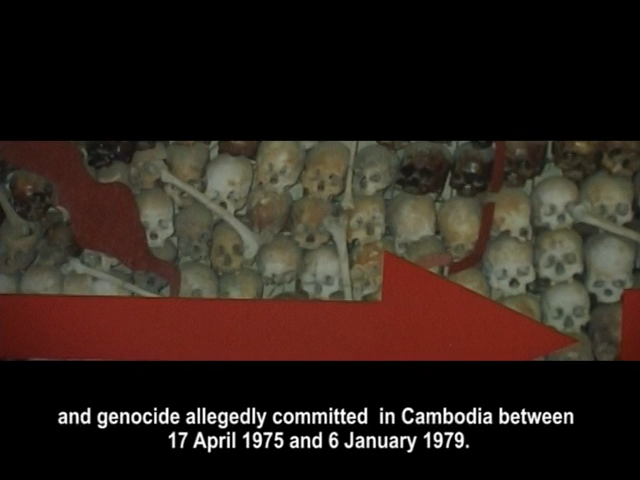 and genocide allegedly committed  in Cambodia between
17 April 1975 and 6 January 1979.